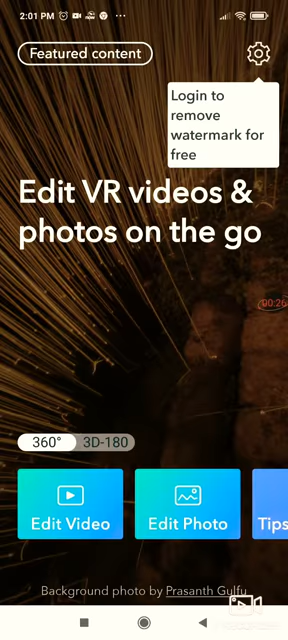 2:01 PM
Featured content
Login to
remove
watermark for
free
Edit VR videos &
photos on the go
00:26
360° 3D-180
Edit Video Edit Photo Tips
Background photo by Prasanth Gulfu